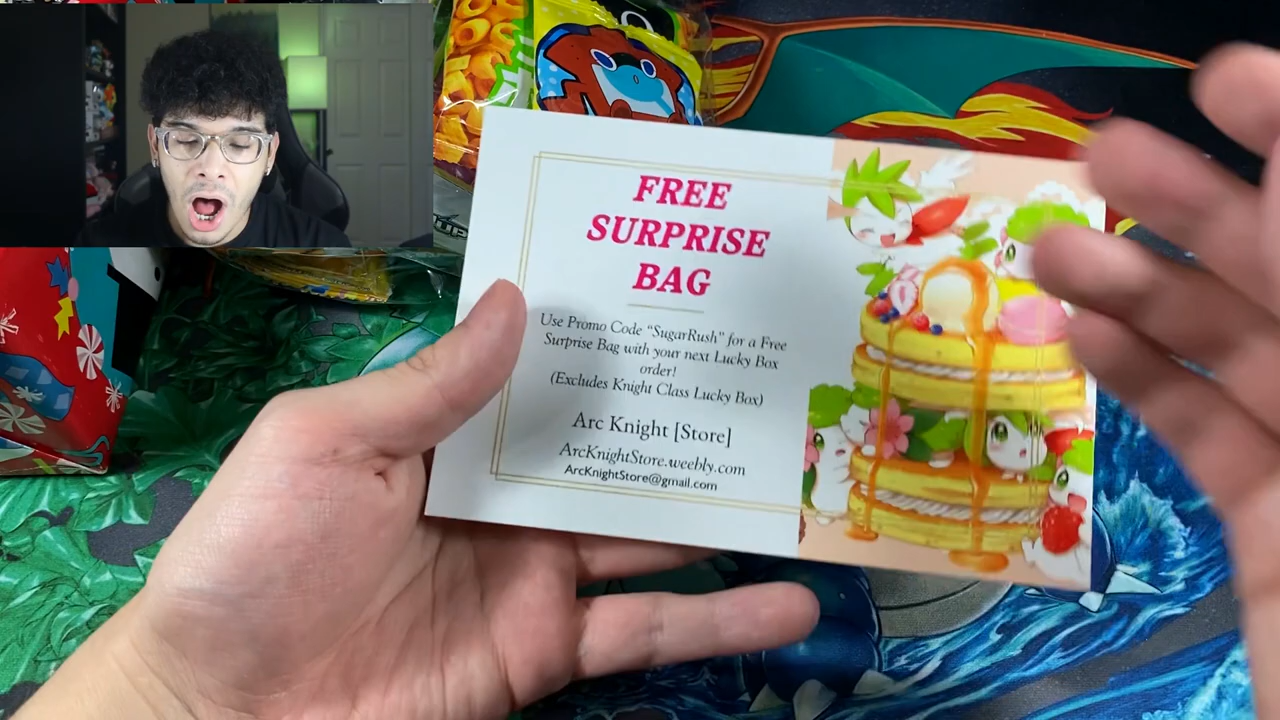 FREE
SURPRISE
BAG
Use Promo Code “SugarRush” for a Free
Surprise Bag with your next Lucky Box
order!
(Excludes Knight Class Lucky Box)
Arc Knight [Store]
ArcKnightStore.weebly.com
ArcKnightStore@gmail.com